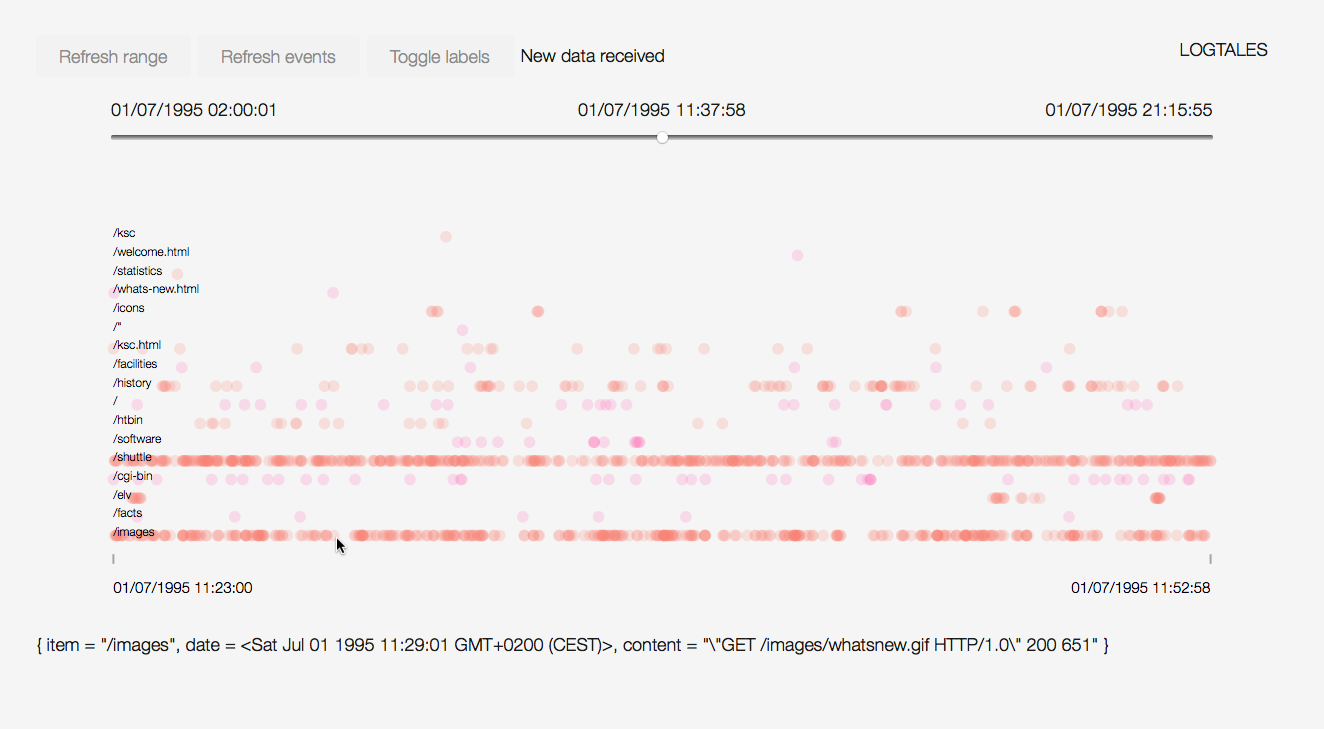 Refresh range Refresh events Toggle labels New data received LOGTALES
01/07/1995 02:00:01 01/07/1995 11:37:58 01/07/1995 21:15:55
/ksc
/welcome.html
/statistics
/whats-new.html
/icons
/"
/ksc.html
/facilities
/history
/
/htbin
/software
/shuttle
/cgi-bin
/elv
/facts
/images
01/07/1995 11:23:00 01/07/1995 11:52:58
{ item = "/images", date = <Sat Jul 01 1995 11:29:01 GMT+0200 (CEST)>, content = "\"GET /images/whatsnew.gif HTTP/1.0\" 200 651" }